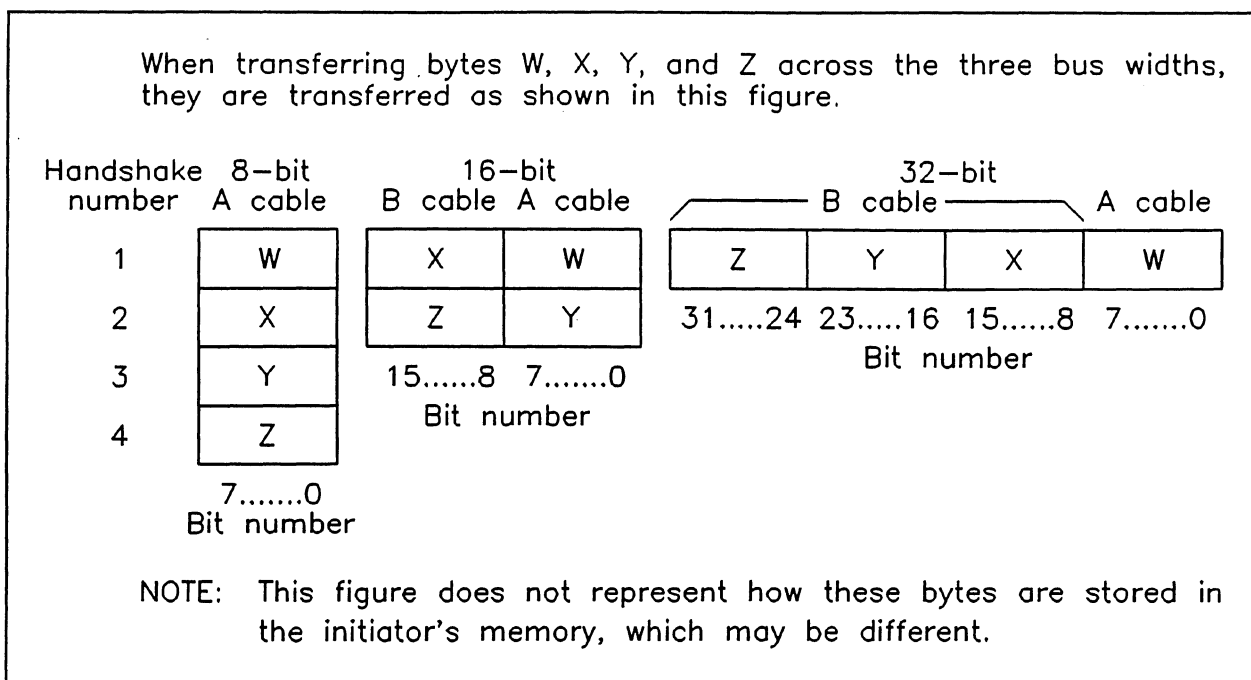 When transferring bytes W, X, Y, and Z across the three bus widths,
they are transferred as shown in this figure.
Handshake 8-bit 16-bit 32-bit
number A cable B cable A cable B cable A cable
1 W X W Z Y X W
2 X Z Y 31.....24 23.....16 15......8 7.......0
3 Y 15......8 7.......0 Bit number
4 Z Bit number
7.......0
Bit number
NOTE: This figure does not represent how these bytes are stored in
the initiator's memory, which may be different.